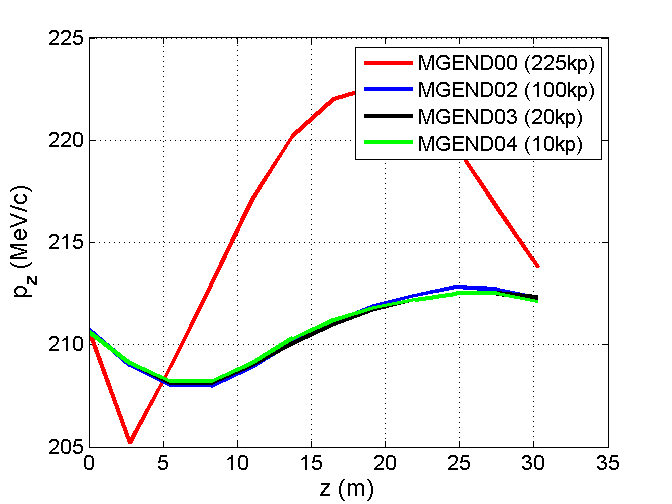 225
220
215
210
205
p_z (MeV/c)
MGEND00 (225kp)
MGEND02 (100kp)
MGEND03 (20kp)
MGEND04 (10kp)
0 5 10 15 20 25 30 35
z (m)